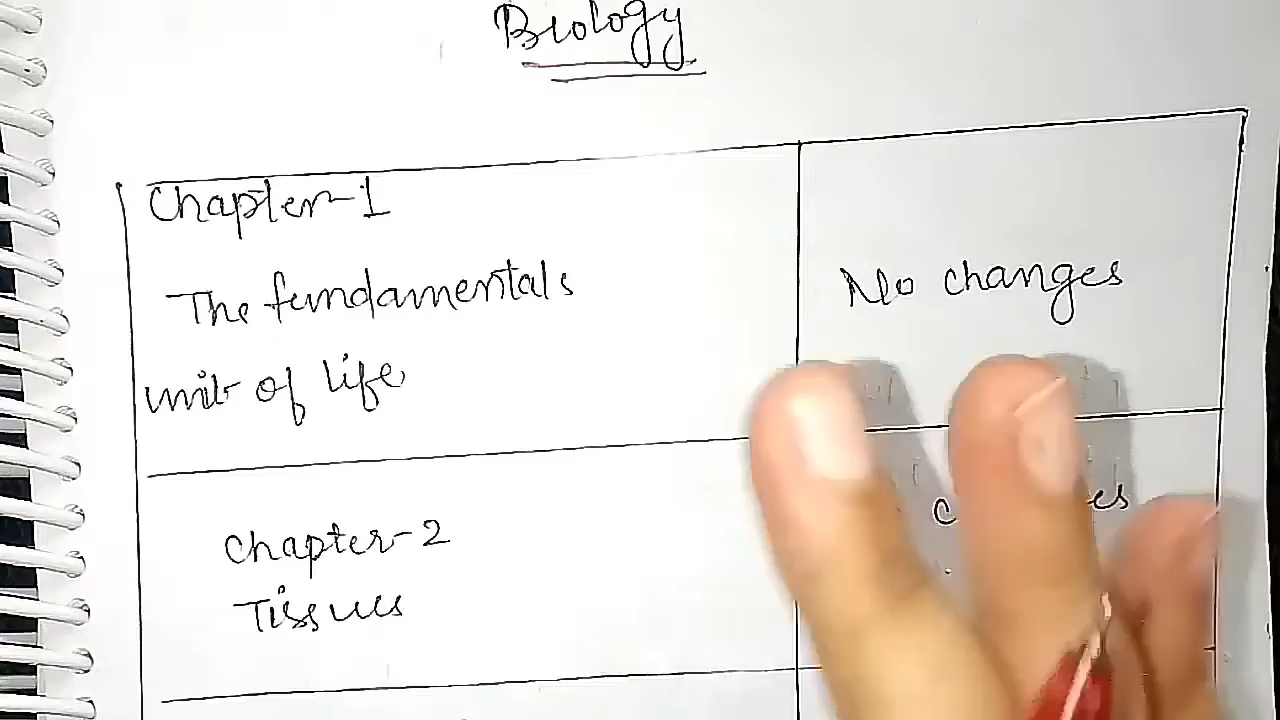 Biology
Chapter-1
The fundamentals
unit of life
No changes
Chapter-2
Tissues